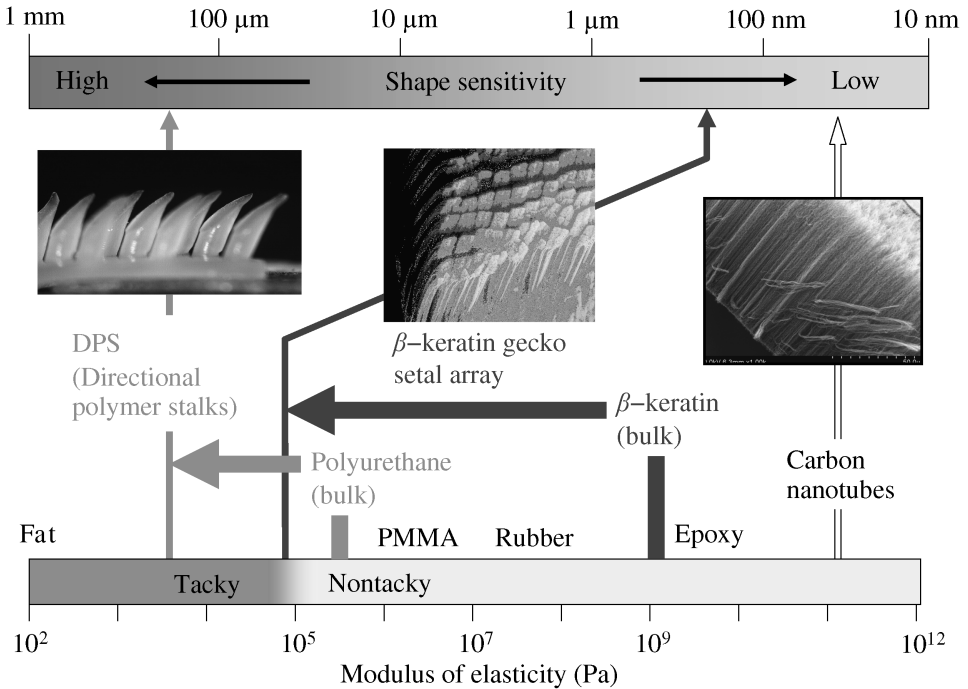 1 mm 100 μm 10 μm 1 μm 100 nm 10 nm
High Shape sensitivity Low
DPS
(Directional
polymer stalks)
β−keratin gecko
setal array
β−keratin
(bulk)
Polyurethane
(bulk)
Carbon
nanotubes
Fat PMMA Rubber Epoxy
Tacky Nontacky
10² 10⁵ 10⁷ 10⁹ 10¹²
Modulus of elasticity (Pa)